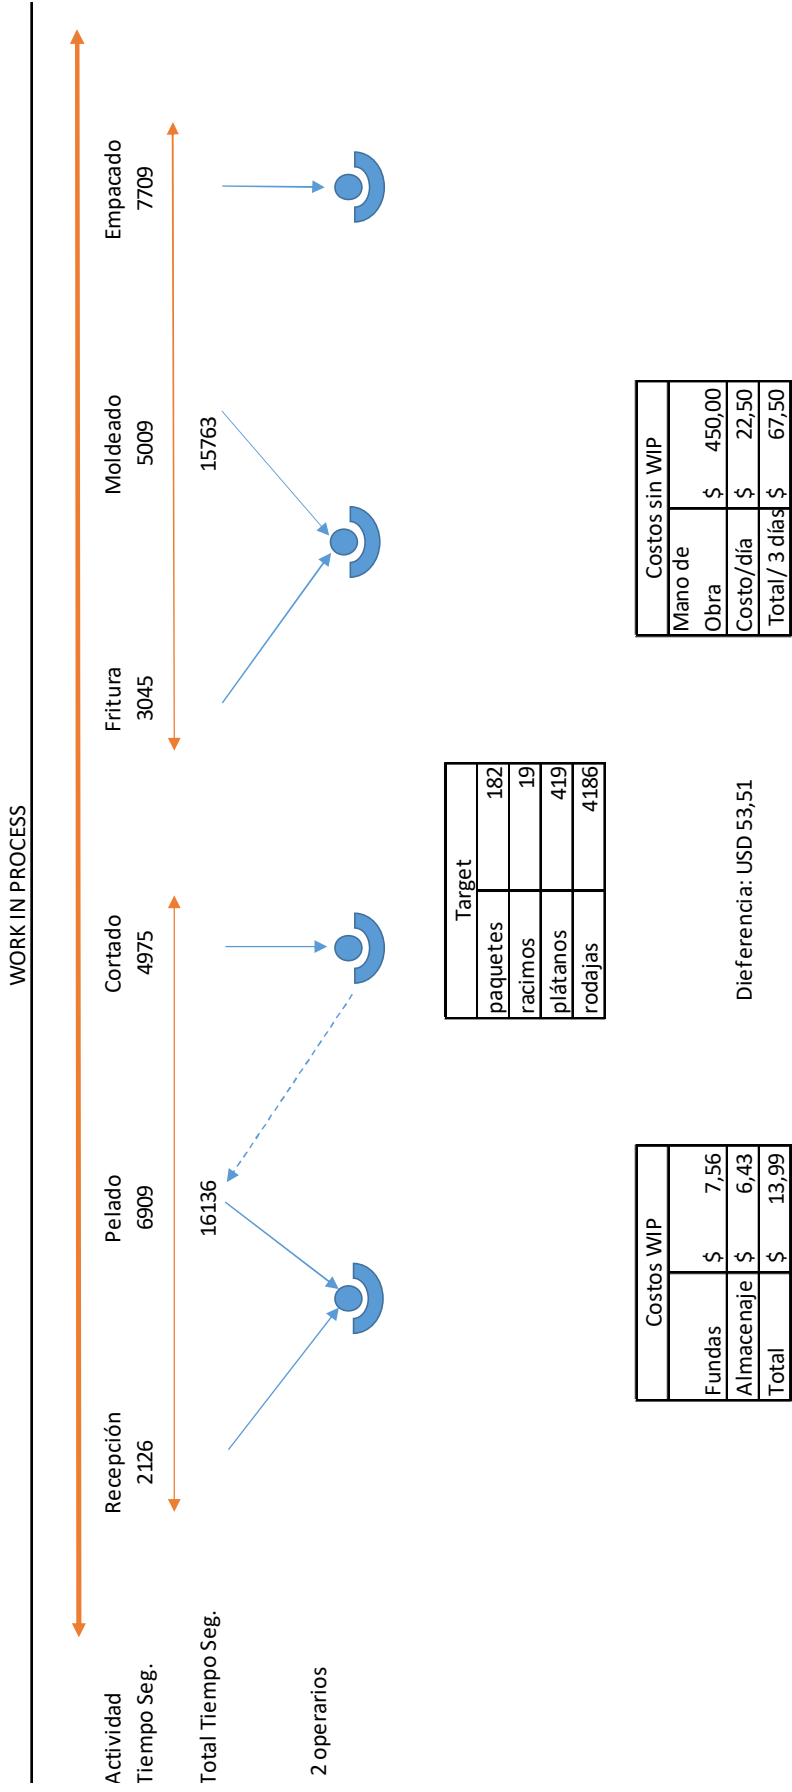 WORK IN PROCESS
Actividad Recepción Pelado Cortado Fritura Moldeado Empacado
Tiempo Seg. 2126 6909 4975 3045 5009 7709
Total Tiempo Seg. 16136 15763
2 operarios
Target
paquetes 182
racimos 19
plátanos 419
rodajas 4186
Costos WIP
Fundas $ 7,56
Almacenaje $ 6,43
Total $ 13,99
Dieferencia: USD 53,51
Costos sin WIP
Mano de
Obra $ 450,00
Costo/día $ 22,50
Total/ 3 días $ 67,50